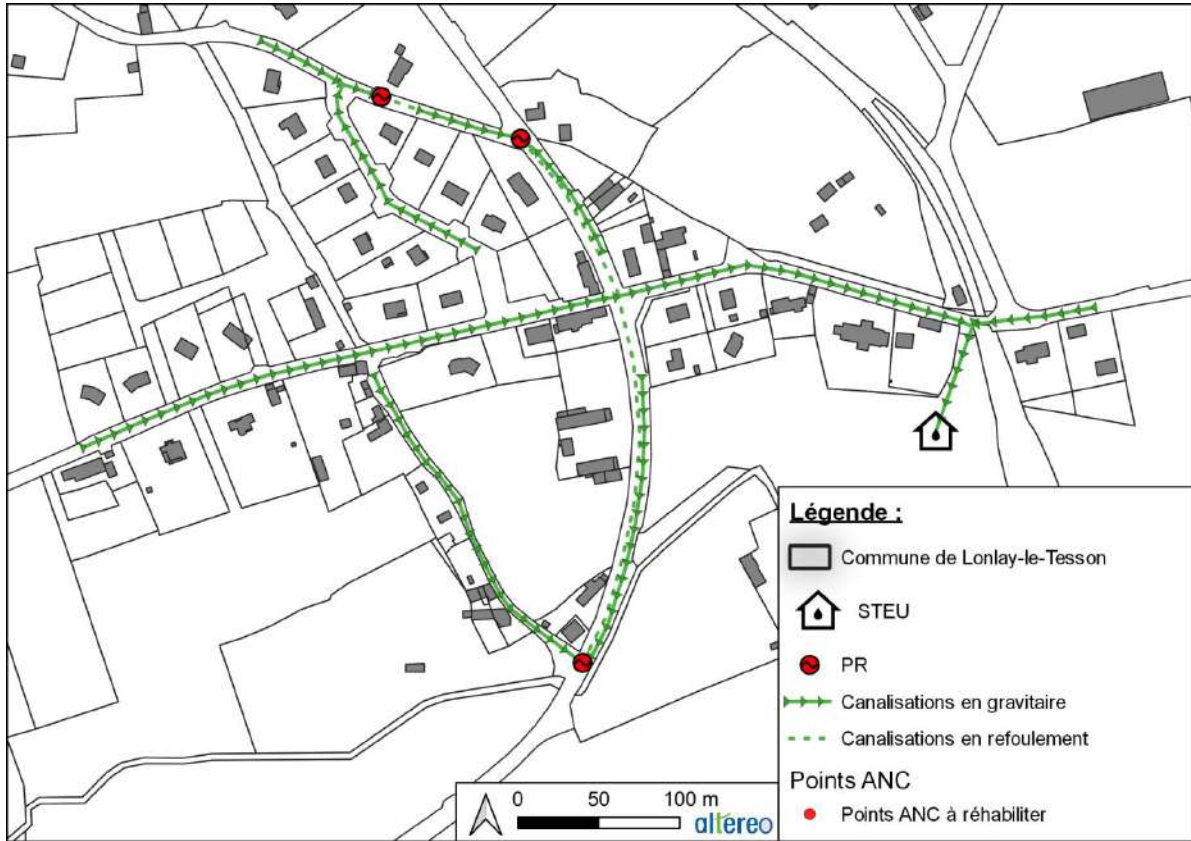 Légende :
Commune de Lonlay-le-Tesson
STEU
PR
Canalisations en gravitaire
Canalisations en refoulement
Points ANC
Points ANC à réhabiliter
0 50 100 m
altereo